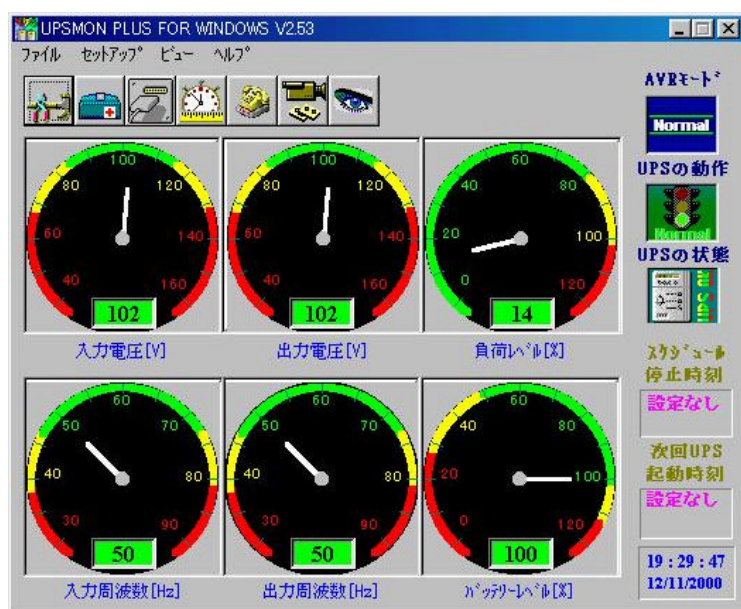 UPSMON PLUS FOR WINDOWS V2.53
ﾌｧｲﾙ ｾｯﾄｱｯﾌﾟ ﾋﾞｭｰ ﾍﾙﾌﾟ
AVRﾓｰﾄﾞ
Normal
UPSの動作
Normal
UPSの状態
40 60 80 100 120 140 160
102
入力電圧[V]
40 60 80 100 120 140 160
102
出力電圧[V]
0 20 40 60 80 100 120
14
負荷ﾚﾍﾞﾙ[%]
ｽｹｼﾞｭｰﾙ
停止時刻
設定なし
30 40 50 60 70 80 90
50
入力周波数[Hz]
30 40 50 60 70 80 90
50
出力周波数[Hz]
0 20 40 60 80 100 120
100
ﾊﾞｯﾃﾘｰﾚﾍﾞﾙ[%]
次回UPS
起動時刻
設定なし
19:29:47
12/11/2000